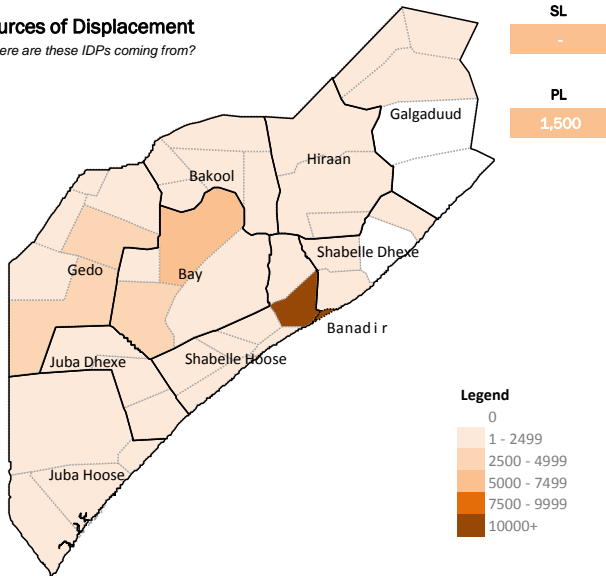 urces of Displacement
ere are these IDPs coming from?
SL
-
PL
1,500
Galgaduud
Hiraan
Bakool
Shabelle Dhexe
Gedo
Bay
Banadir
Juba Dhexe
Shabelle Hoose
Juba Hoose
Legend
0
1 - 2499
2500 - 4999
5000 - 7499
7500 - 9999
10000+